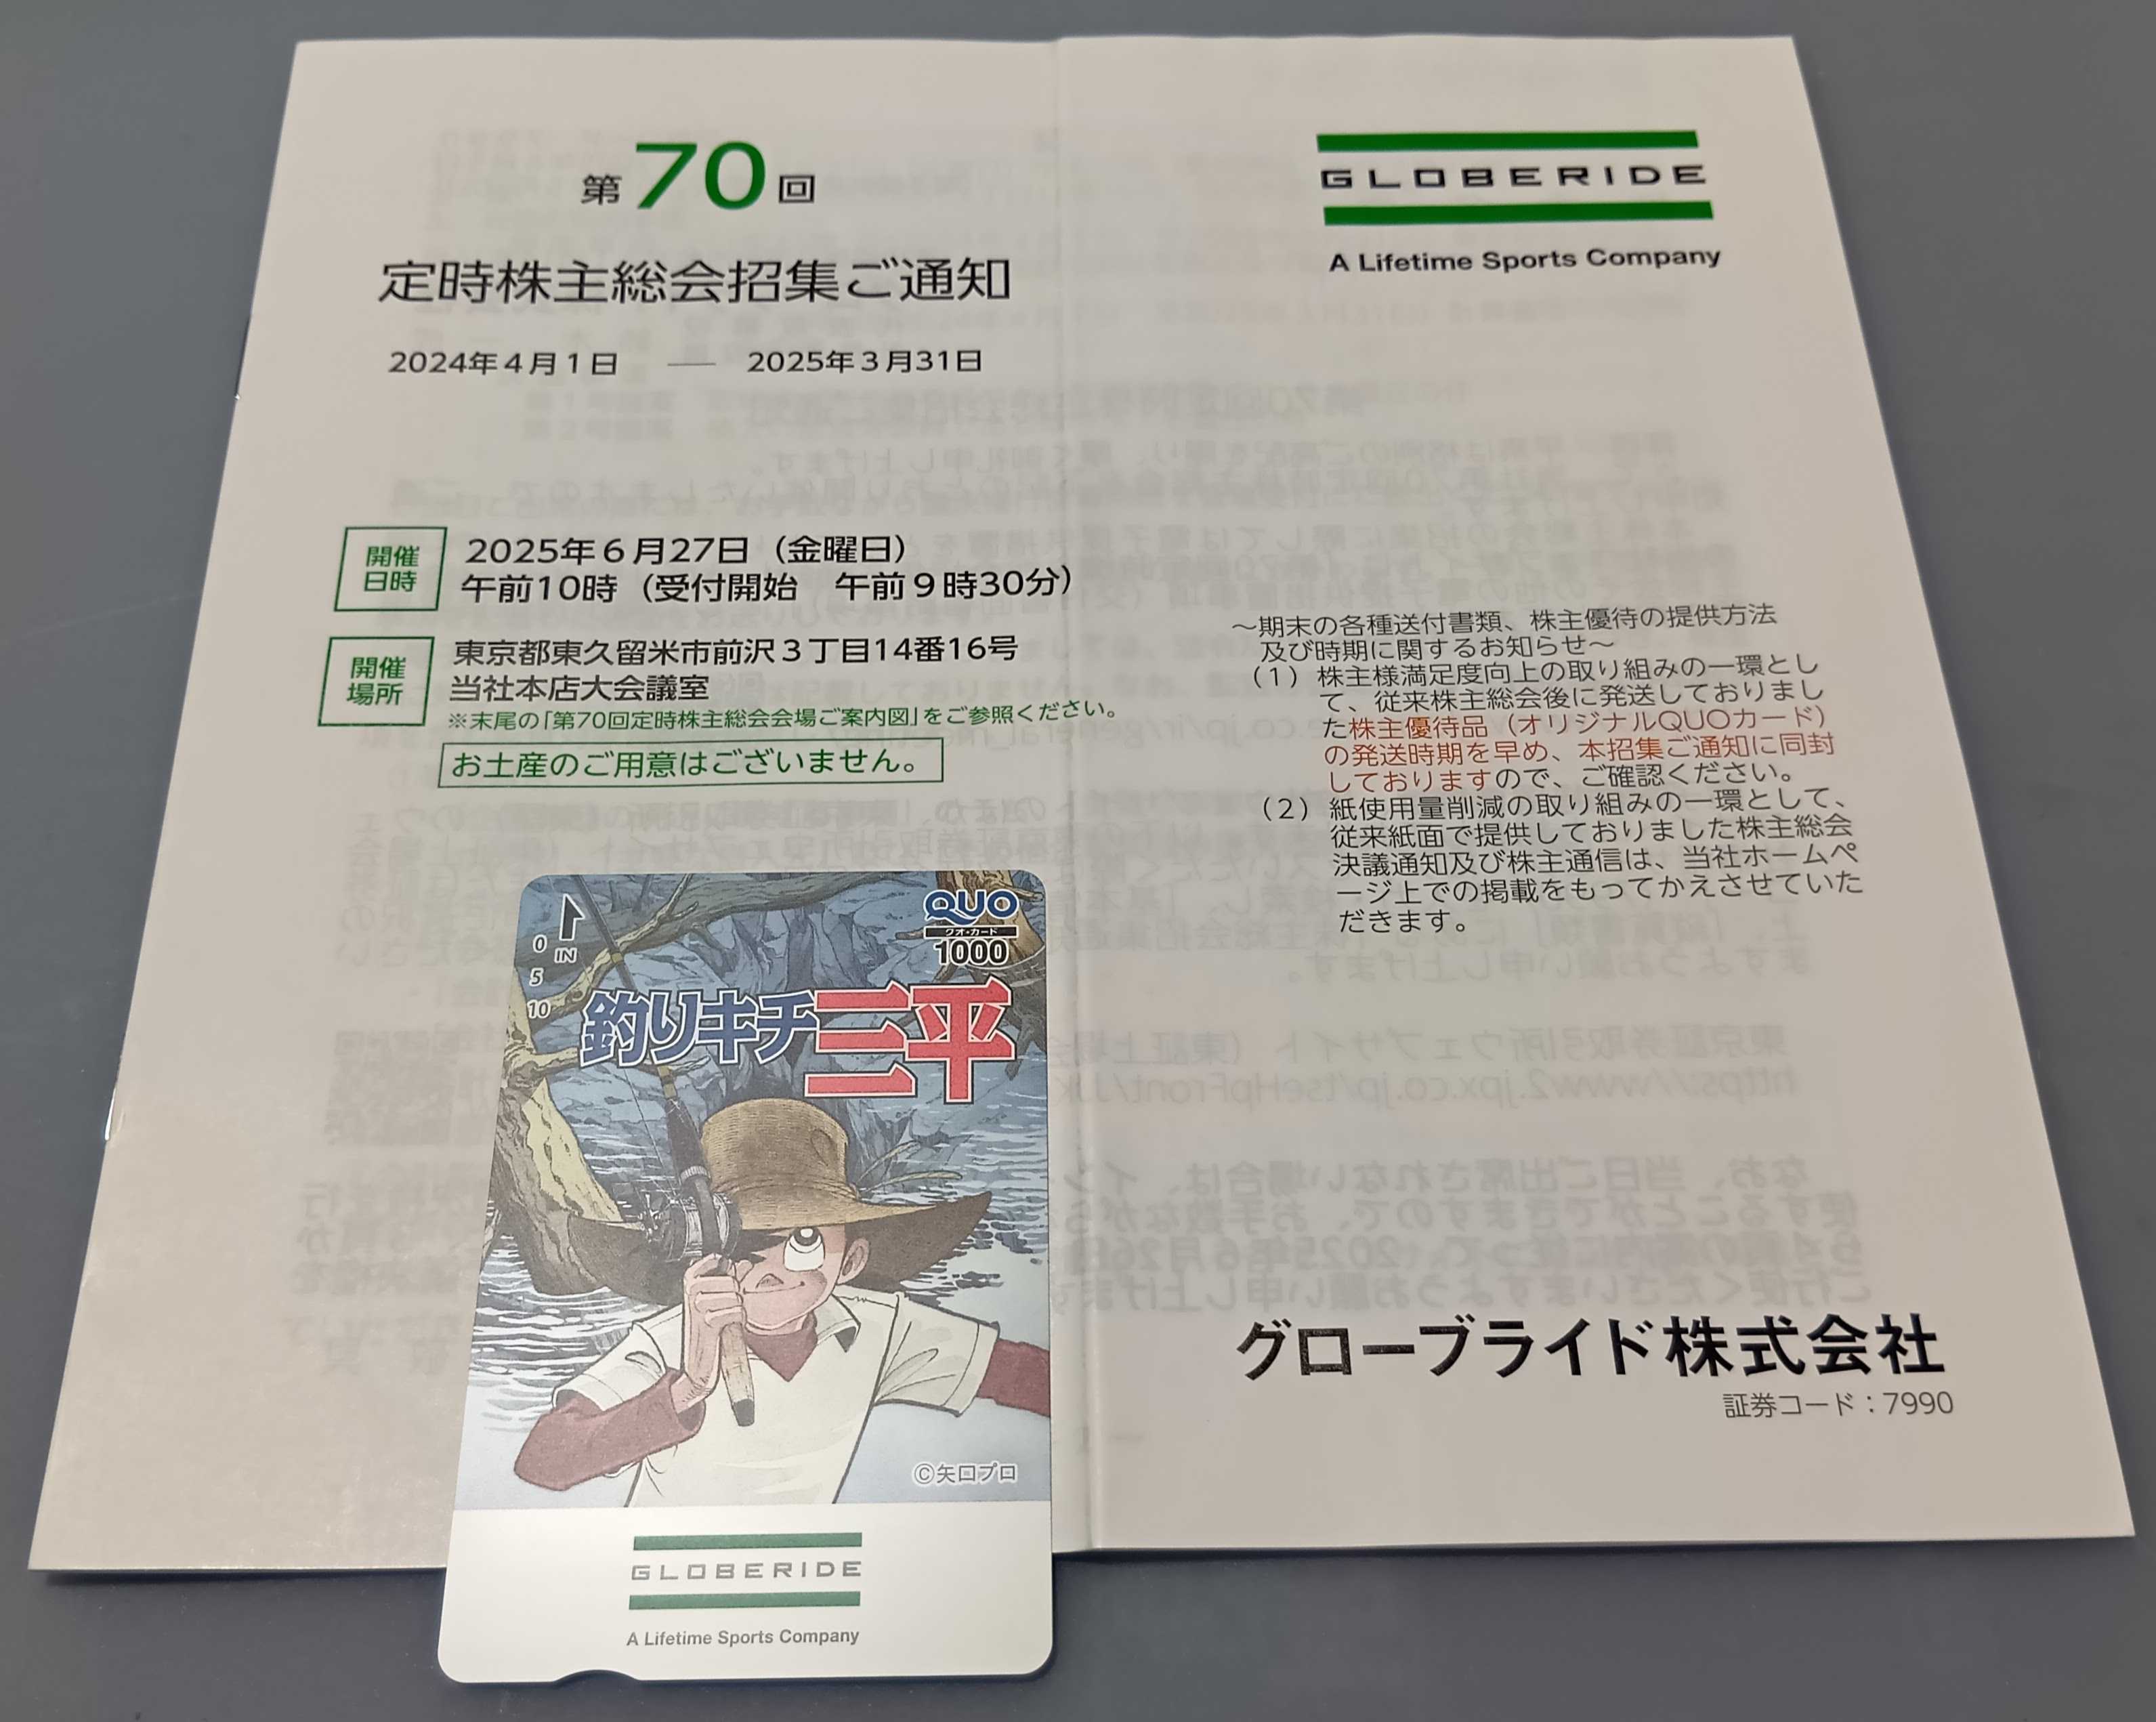 第70回
定時株主総会招集ご通知
2024年4月1日 ― 2025年3月31日
開催
日時
2025年6月27日（金曜日）
午前10時（受付開始　午前9時30分）
開催
場所
東京都東久留米市前沢3丁目14番16号
当社本店大会議室
※末尾の「第70回定時株主総会会場ご案内図」をご参照ください。
お土産のご用意はございません。
GLOBERIDE
A Lifetime Sports Company
～期末の各種送付書類、株主優待の提供方法
及び時期に関するお知らせ～
（1）株主様満足度向上の取り組みの一環とし
て、従来株主総会後に発送しておりまし
た株主優待品（オリジナルQUOカード）
の発送時期を早め、本招集ご通知に同封
しておりますので、ご確認ください。
（2）紙使用量削減の取り組みの一環として、
従来紙面で提供しておりました株主総会
決議通知及び株主通信は、当社ホームペ
ージ上での掲載をもってかえさせていた
だきます。
グローブライド株式会社
証券コード：7990
QUO
クオ・カード
1000
IN
0
5
10
釣りキチ三平
©矢口プロ
GLOBERIDE
A Lifetime Sports Company